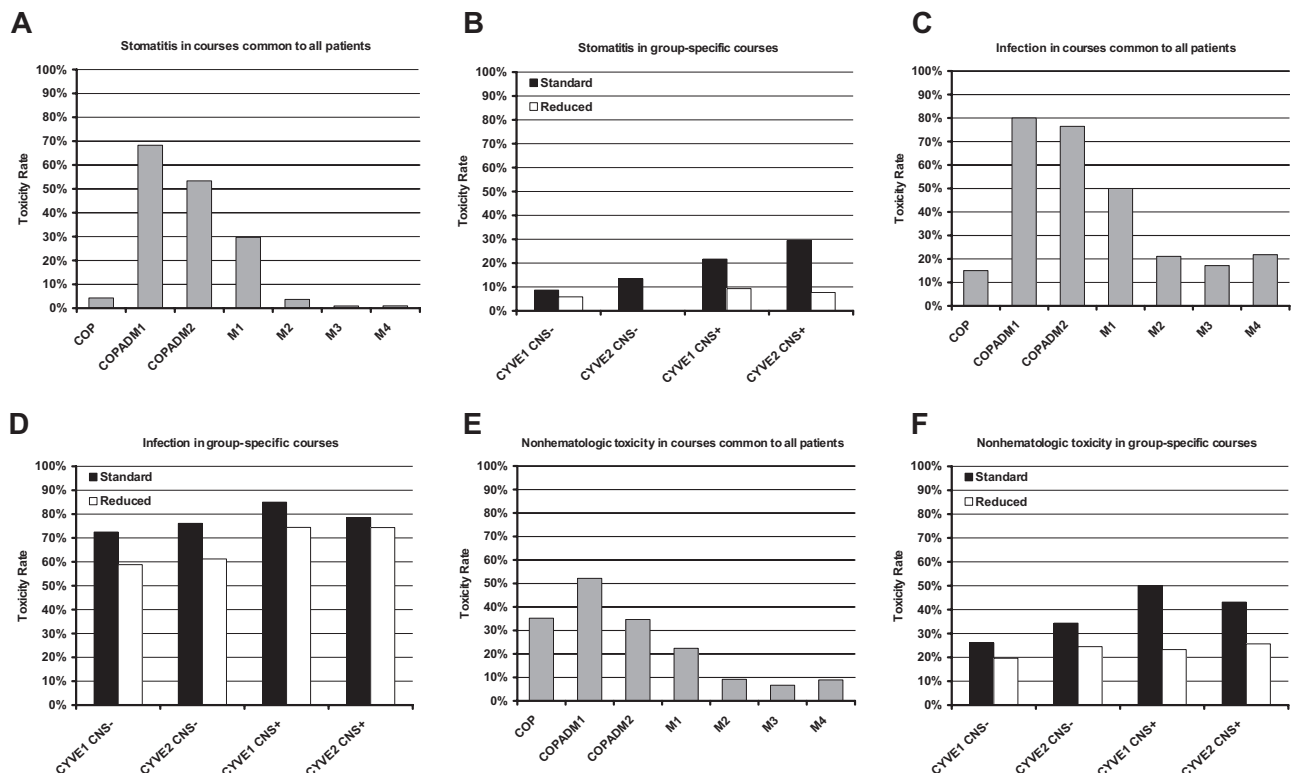 A
Stomatitis in courses common to all patients
Toxicity Rate
100%
90%
80%
70%
60%
50%
40%
30%
20%
10%
0%
COP
COPADM1
COPADM2
M1
M2
M3
M4
B
Stomatitis in group-specific courses
Standard
Reduced
Toxicity Rate
100%
90%
80%
70%
60%
50%
40%
30%
20%
10%
0%
CYVE1 CNS-
CYVE2 CNS-
CYVE1 CNS+
CYVE2 CNS+
C
Infection in courses common to all patients
Toxicity Rate
100%
90%
80%
70%
60%
50%
40%
30%
20%
10%
0%
COP
COPADM1
COPADM2
M1
M2
M3
M4
D
Infection in group-specific courses
Standard
Reduced
Toxicity Rate
100%
90%
80%
70%
60%
50%
40%
30%
20%
10%
0%
CYVE1 CNS-
CYVE2 CNS-
CYVE1 CNS+
CYVE2 CNS+
E
Nonhematologic toxicity in courses common to all patients
Toxicity Rate
100%
90%
80%
70%
60%
50%
40%
30%
20%
10%
0%
COP
COPADM1
COPADM2
M1
M2
M3
M4
F
Nonhematologic toxicity in group-specific courses
Standard
Reduced
Toxicity Rate
100%
90%
80%
70%
60%
50%
40%
30%
20%
10%
0%
CYVE1 CNS-
CYVE2 CNS-
CYVE1 CNS+
CYVE2 CNS+